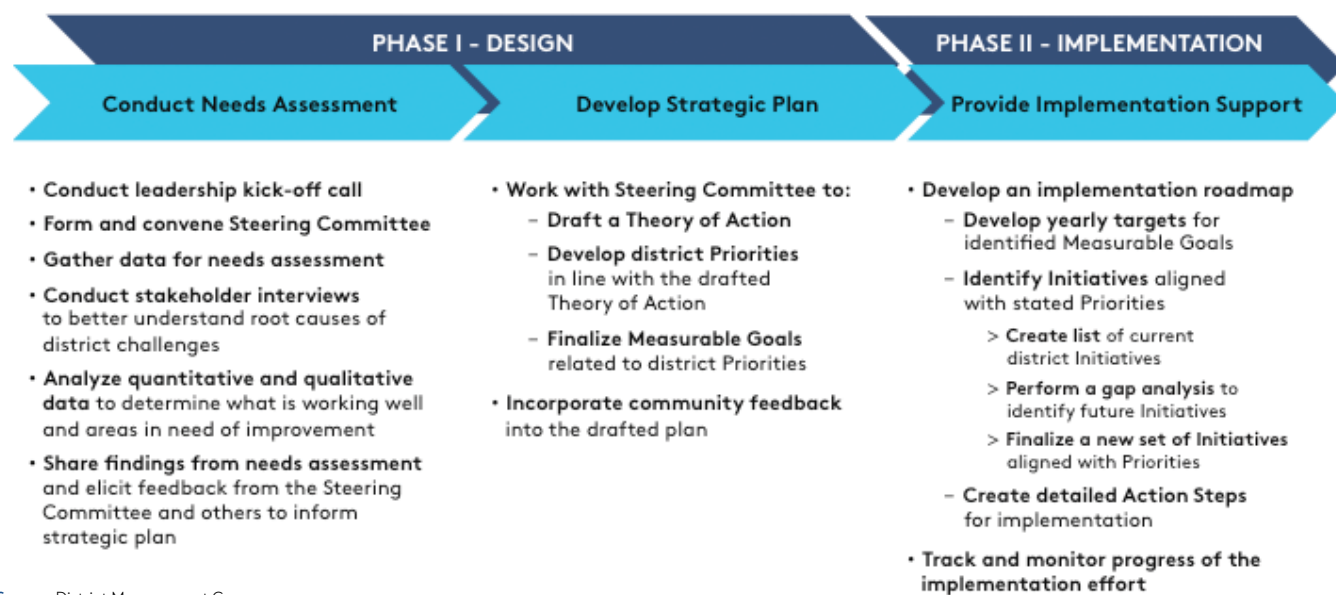 PHASE I - DESIGN
PHASE II - IMPLEMENTATION
Conduct Needs Assessment
Develop Strategic Plan
Provide Implementation Support
• Conduct leadership kick-off call
• Form and convene Steering Committee
• Gather data for needs assessment
• Conduct stakeholder interviews
to better understand root causes of
district challenges
• Analyze quantitative and qualitative
data to determine what is working well
and areas in need of improvement
• Share findings from needs assessment
and elicit feedback from the Steering
Committee and others to inform
strategic plan
• Work with Steering Committee to:
– Draft a Theory of Action
– Develop district Priorities
in line with the drafted
Theory of Action
– Finalize Measurable Goals
related to district Priorities
• Incorporate community feedback
into the drafted plan
• Develop an implementation roadmap
– Develop yearly targets for
identified Measurable Goals
– Identify Initiatives aligned
with stated Priorities
> Create list of current
district Initiatives
> Perform a gap analysis to
identify future Initiatives
> Finalize a new set of Initiatives
aligned with Priorities
– Create detailed Action Steps
for implementation
• Track and monitor progress of the
implementation effort
District Management